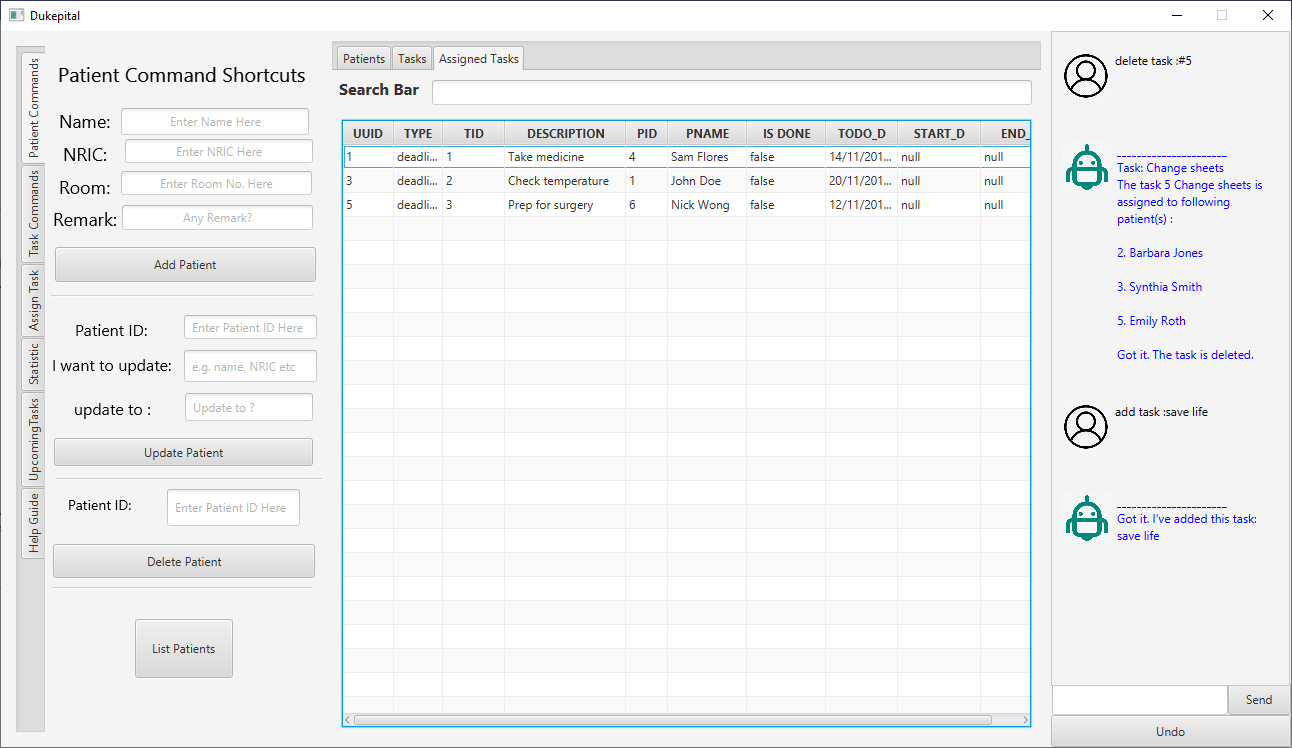 Dukepital
Patient Commands
Task Commands
Assign Task
Statistic
UpcomingTasks
Help Guide
Patient Command Shortcuts
Name: Enter Name Here
NRIC: Enter NRIC Here
Room: Enter Room No. Here
Remark: Any Remark?
Add Patient
Patient ID: Enter Patient ID Here
I want to update: e.g. name, NRIC etc
update to : Update to ?
Update Patient
Patient ID: Enter Patient ID Here
Delete Patient
List Patients
Patients Tasks Assigned Tasks
Search Bar
UUID TYPE TID DESCRIPTION PID PNAME IS DONE TODO_D START_D END_
1 deadli... 1 Take medicine 4 Sam Flores false 14/11/201... null null
3 deadli... 2 Check temperature 1 John Doe false 20/11/201... null null
5 deadli... 3 Prep for surgery 6 Nick Wong false 12/11/201... null null
delete task :#5
______________________
Task: Change sheets
The task 5 Change sheets is
assigned to following
patient(s) :
2. Barbara Jones
3. Synthia Smith
5. Emily Roth
Got it. The task is deleted.
add task :save life
______________________
Got it. I've added this task:
save life
Send
Undo